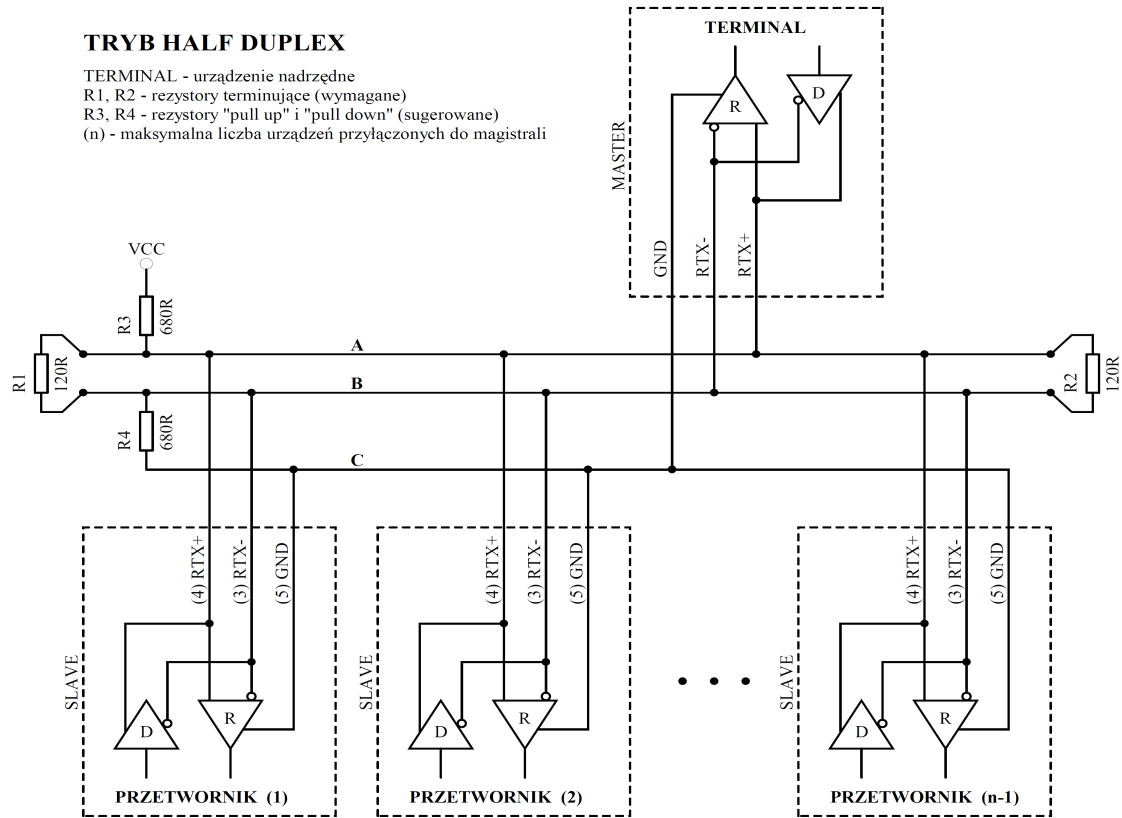 TRYB HALF DUPLEX
TERMINAL - urządzenie nadrzędne
R1, R2 - rezystory terminujące (wymagane)
R3, R4 - rezystory "pull up" i "pull down" (sugerowane)
(n) - maksymalna liczba urządzeń przyłączonych do magistrali
TERMINAL
R
D
MASTER
GND
RTX-
RTX+
VCC
R3
680R
R1
120R
A
B
R2
120R
R4
680R
C
SLAVE
(4) RTX+
(3) RTX-
(5) GND
D
R
PRZETWORNIK (1)
SLAVE
(4) RTX+
(3) RTX-
(5) GND
D
R
PRZETWORNIK (2)
• • •
SLAVE
(4) RTX+
(3) RTX-
(5) GND
D
R
PRZETWORNIK (n-1)